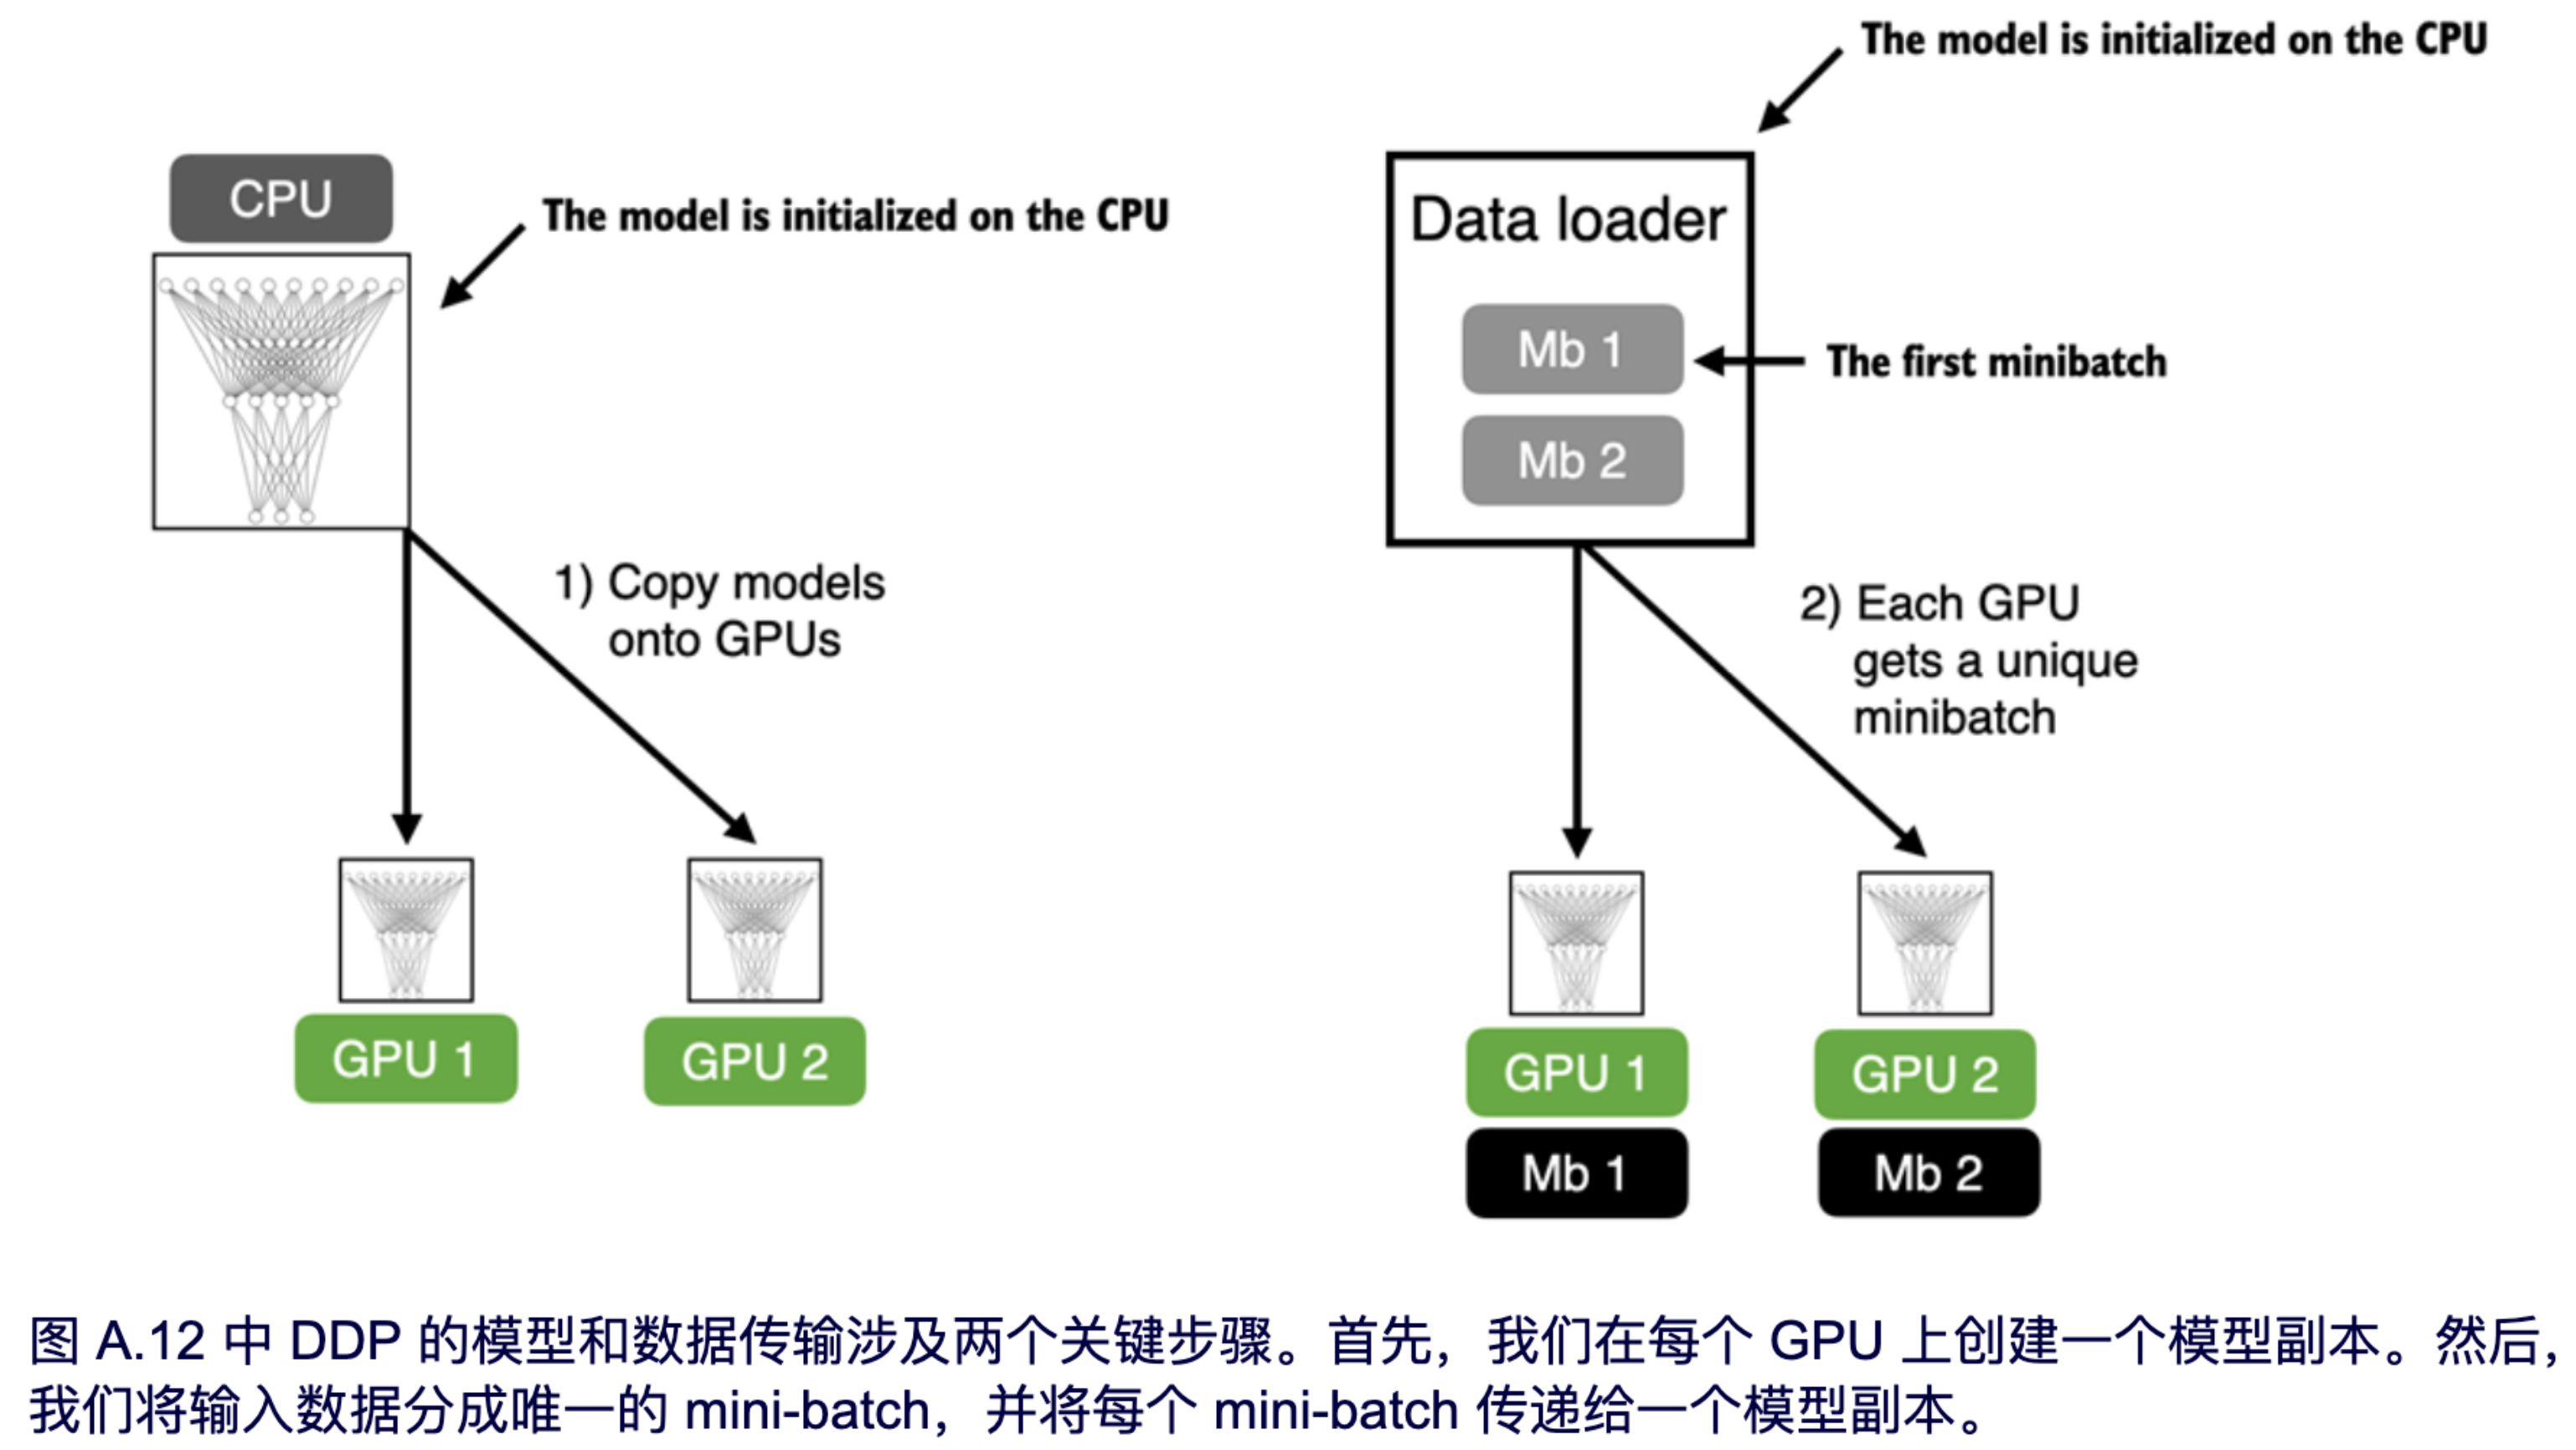 CPU
The model is initialized on the CPU
1) Copy models
onto GPUs
GPU 1
GPU 2
The model is initialized on the CPU
Data loader
Mb 1
The first minibatch
Mb 2
2) Each GPU
gets a unique
minibatch
GPU 1
GPU 2
Mb 1
Mb 2
图 A.12 中 DDP 的模型和数据传输涉及两个关键步骤。首先，我们在每个 GPU 上创建一个模型副本。然后，
我们将输入数据分成唯一的 mini-batch，并将每个 mini-batch 传递给一个模型副本。